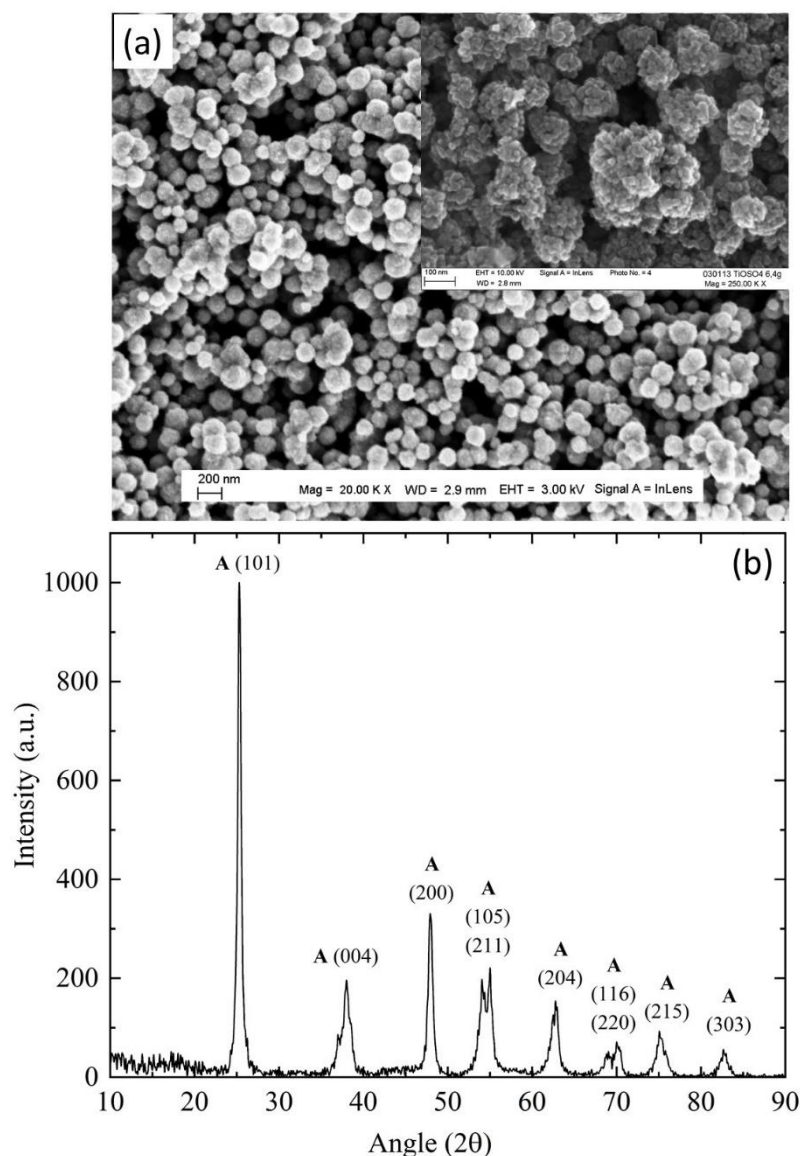 (a)
100 nm
EHT = 10.00 kV
Signal A = InLens
Photo No. = 4
030113 TiOSO4 6,4g
WD = 2.8 mm
Mag = 250.00 K X
200 nm
Mag = 20.00 K X
WD = 2.9 mm
EHT = 3.00 kV
Signal A = InLens
(b)
Intensity (a.u.)
1000
800
600
400
200
0
A (101)
A (004)
A
(200)
A
(105)
(211)
A
(204)
A
(116)
(220)
A
(215)
A
(303)
10
20
30
40
50
60
70
80
90
Angle (2θ)